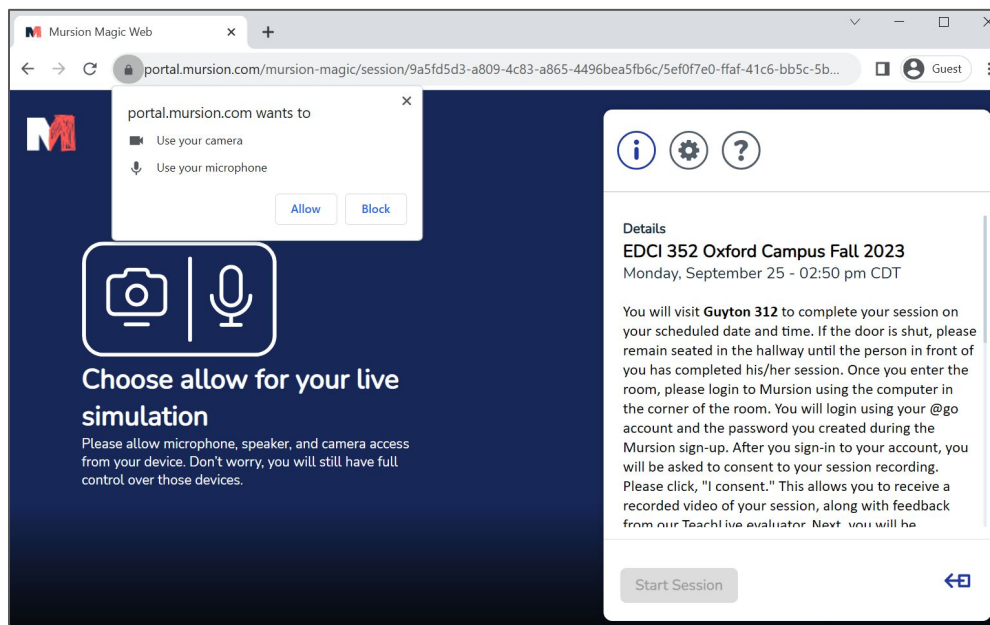 Mursion Magic Web
portal.mursion.com/mursion-magic/session/9a5fd5d3-a809-4c83-a865-4496bea5fb6c/5ef0f7e0-ffaf-41c6-bb5c-5b...
Guest
portal.mursion.com wants to
Use your camera
Use your microphone
Allow
Block
Choose allow for your live
simulation
Please allow microphone, speaker, and camera access
from your device. Don't worry, you will still have full
control over those devices.
Details
EDCI 352 Oxford Campus Fall 2023
Monday, September 25 - 02:50 pm CDT
You will visit Guyton 312 to complete your session on
your scheduled date and time. If the door is shut, please
remain seated in the hallway until the person in front of
you has completed his/her session. Once you enter the
room, please login to Mursion using the computer in
the corner of the room. You will login using your @go
account and the password you created during the
Mursion sign-up. After you sign-in to your account, you
will be asked to consent to your session recording.
Please click, "I consent." This allows you to receive a
recorded video of your session, along with feedback
from our TeachLive evaluator. Next, you will be
Start Session